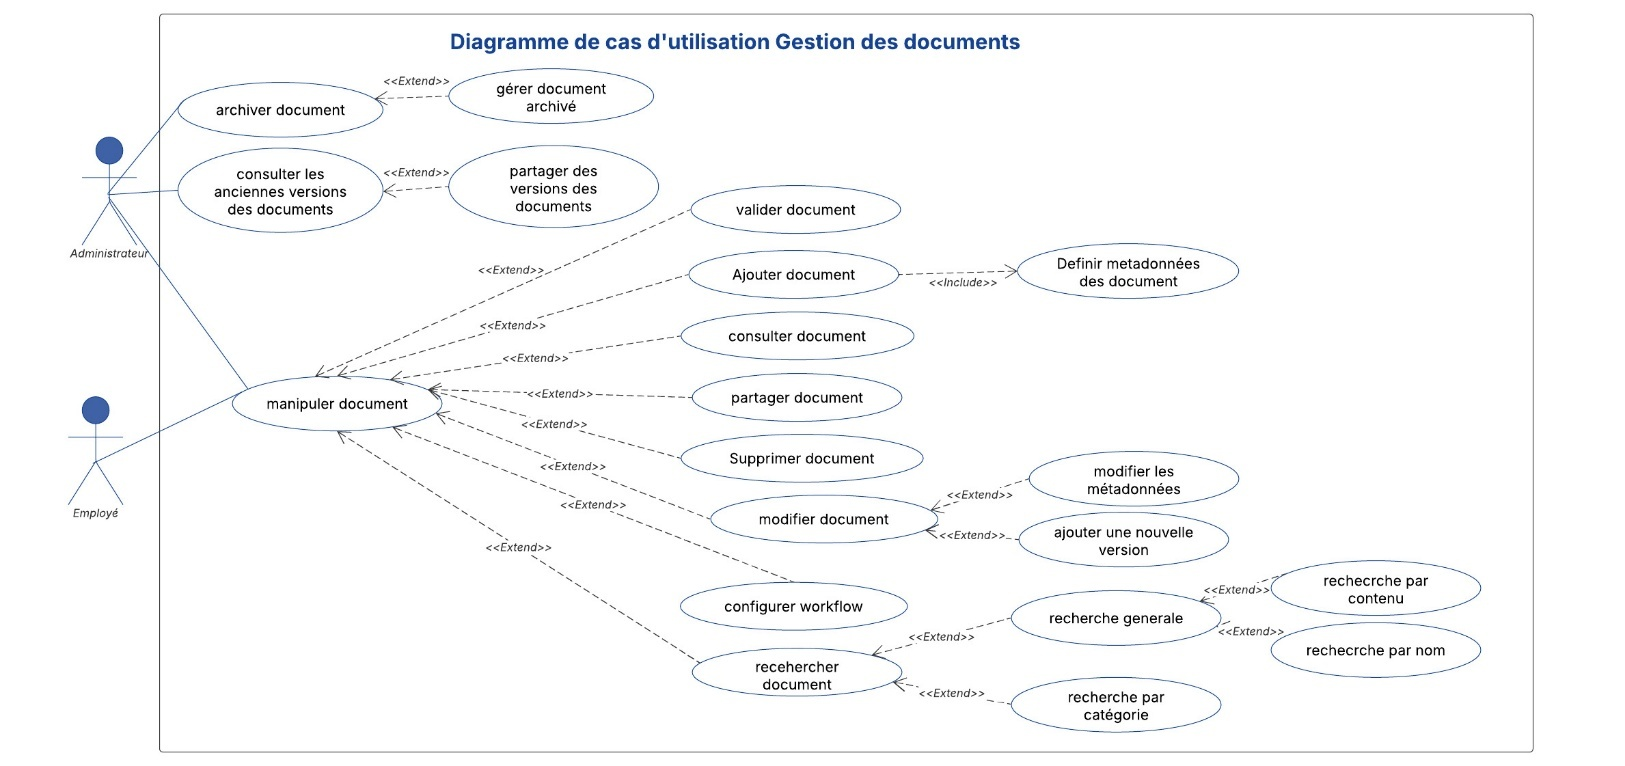 Diagramme de cas d'utilisation Gestion des documents
<<Extend>>
gérer document
archivé
archiver document
consulter les
anciennes versions
des documents
<<Extend>>
partager des
versions des
documents
Administrateur
valider document
<<Extend>>
Ajouter document
<<Include>>
Definir metadonnées
des document
<<Extend>>
consulter document
<<Extend>>
manipuler document
<<Extend>>
partager document
<<Extend>>
Supprimer document
<<Extend>>
modifier document
<<Extend>>
modifier les
métadonnées
<<Extend>>
ajouter une nouvelle
version
Employé
<<Extend>>
configurer workflow
<<Extend>>
recehercher
document
<<Extend>>
recherche generale
<<Extend>>
rechecrche par
contenu
<<Extend>>
rechecrche par nom
<<Extend>>
recherche par
catégorie